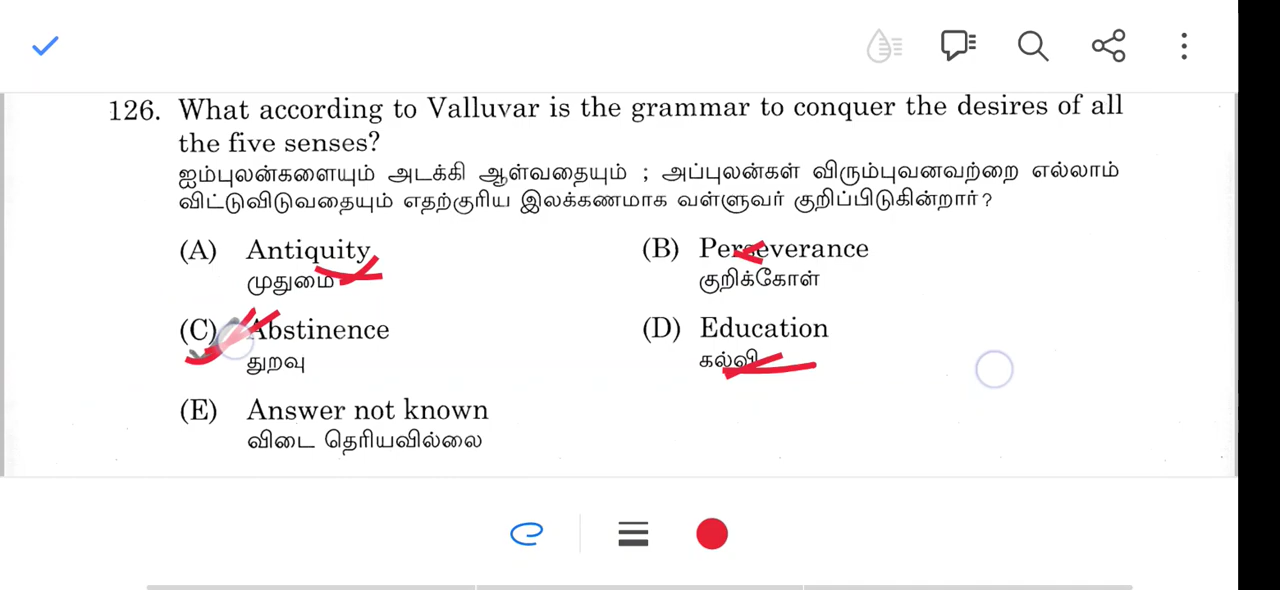 126. What according to Valluvar is the grammar to conquer the desires of all
the five senses?
ஐம்புலன்களையும் அடக்கி ஆள்வதையும் ; அப்புலன்கள் விரும்புவனவற்றை எல்லாம்
விட்டுவிடுவதையும் எதற்குரிய இலக்கணமாக வள்ளுவர் குறிப்பிடுகின்றார்?
(A) Antiquity
முதுமை
(B) Perseverance
குறிக்கோள்
(C) Abstinence
துறவு
(D) Education
கல்வி
(E) Answer not known
விடை தெரியவில்லை